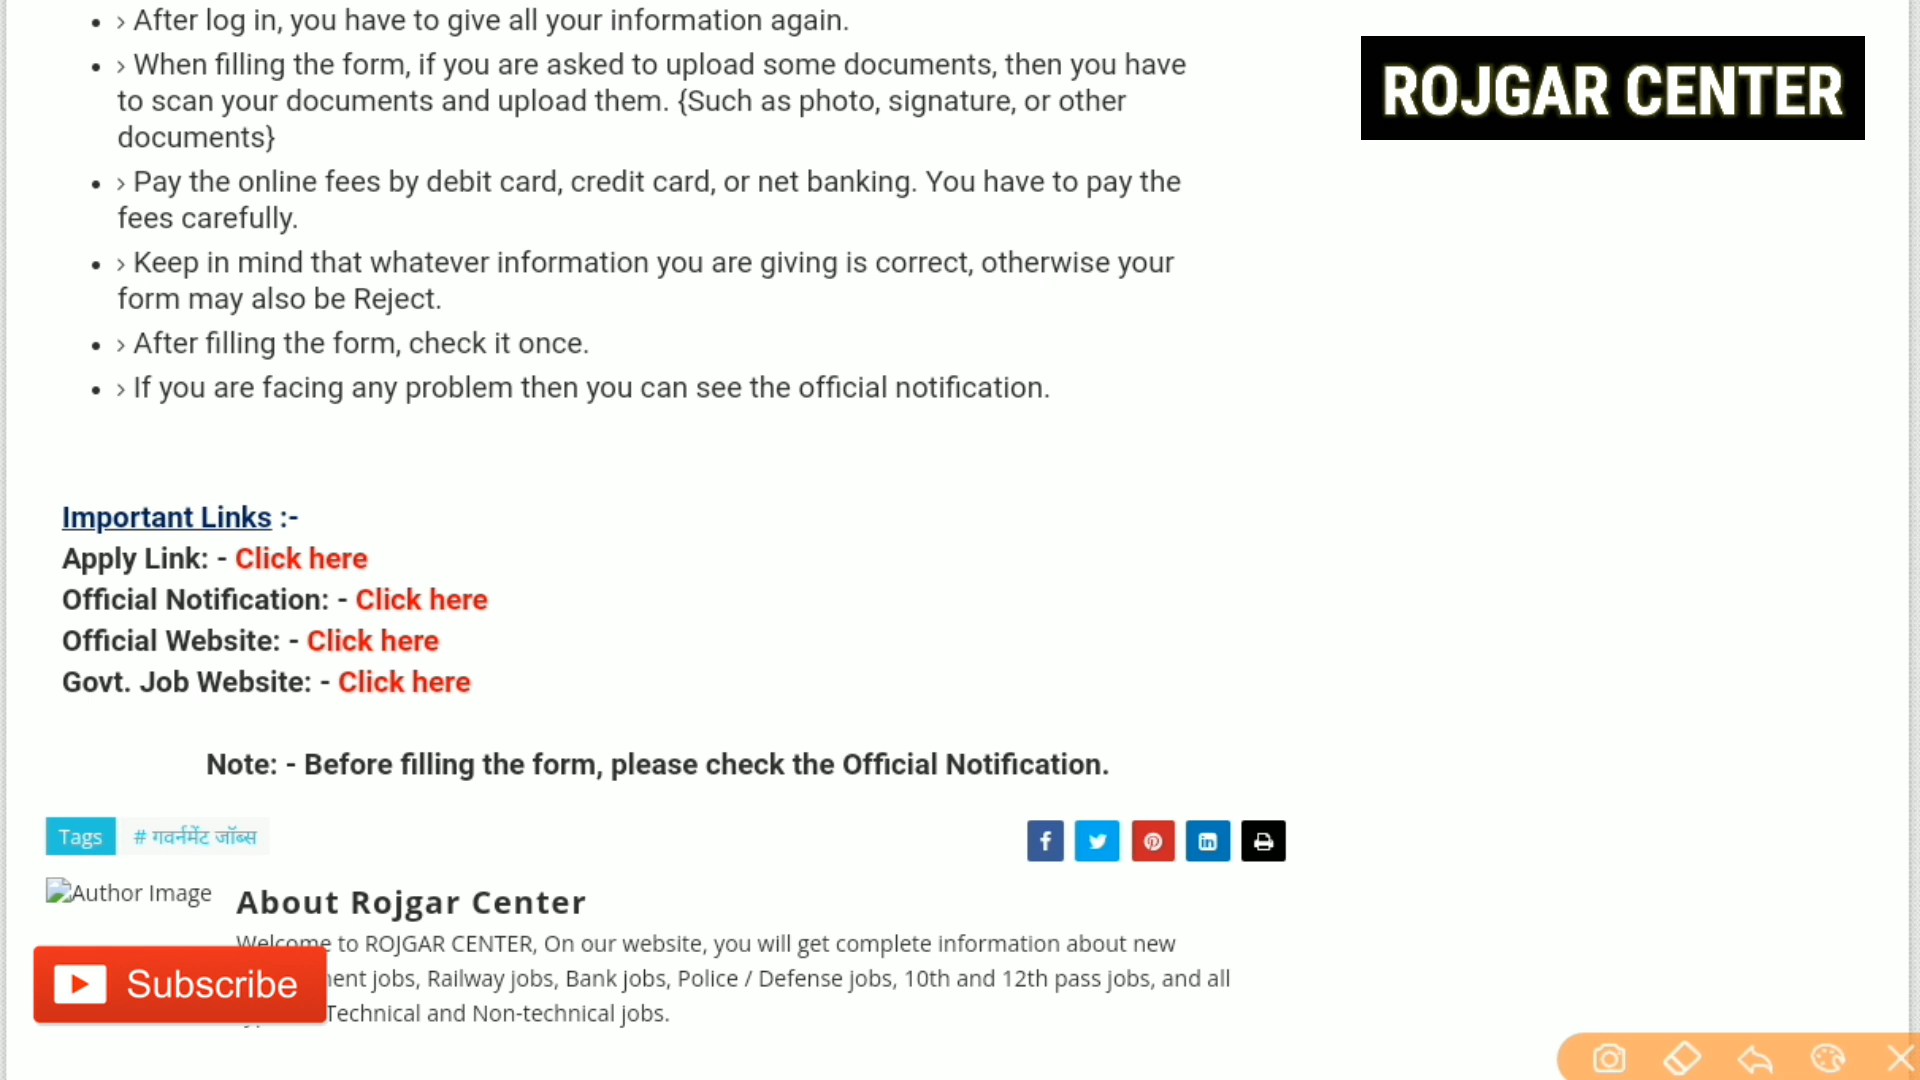 › After log in, you have to give all your information again.
› When filling the form, if you are asked to upload some documents, then you have
to scan your documents and upload them. {Such as photo, signature, or other
documents}
› Pay the online fees by debit card, credit card, or net banking. You have to pay the
fees carefully.
› Keep in mind that whatever information you are giving is correct, otherwise your
form may also be Reject.
› After filling the form, check it once.
› If you are facing any problem then you can see the official notification.
ROJGAR CENTER
Important Links :-
Apply Link: - Click here
Official Notification: - Click here
Official Website: - Click here
Govt. Job Website: - Click here
Note: - Before filling the form, please check the Official Notification.
Tags # गवर्नमेंट जॉब्स
Author Image
About Rojgar Center
Welcome to ROJGAR CENTER, On our website, you will get complete information about new
jobs, Railway jobs, Bank jobs, Police / Defense jobs, 10th and 12th pass jobs, and all
Technical and Non-technical jobs.
Subscribe